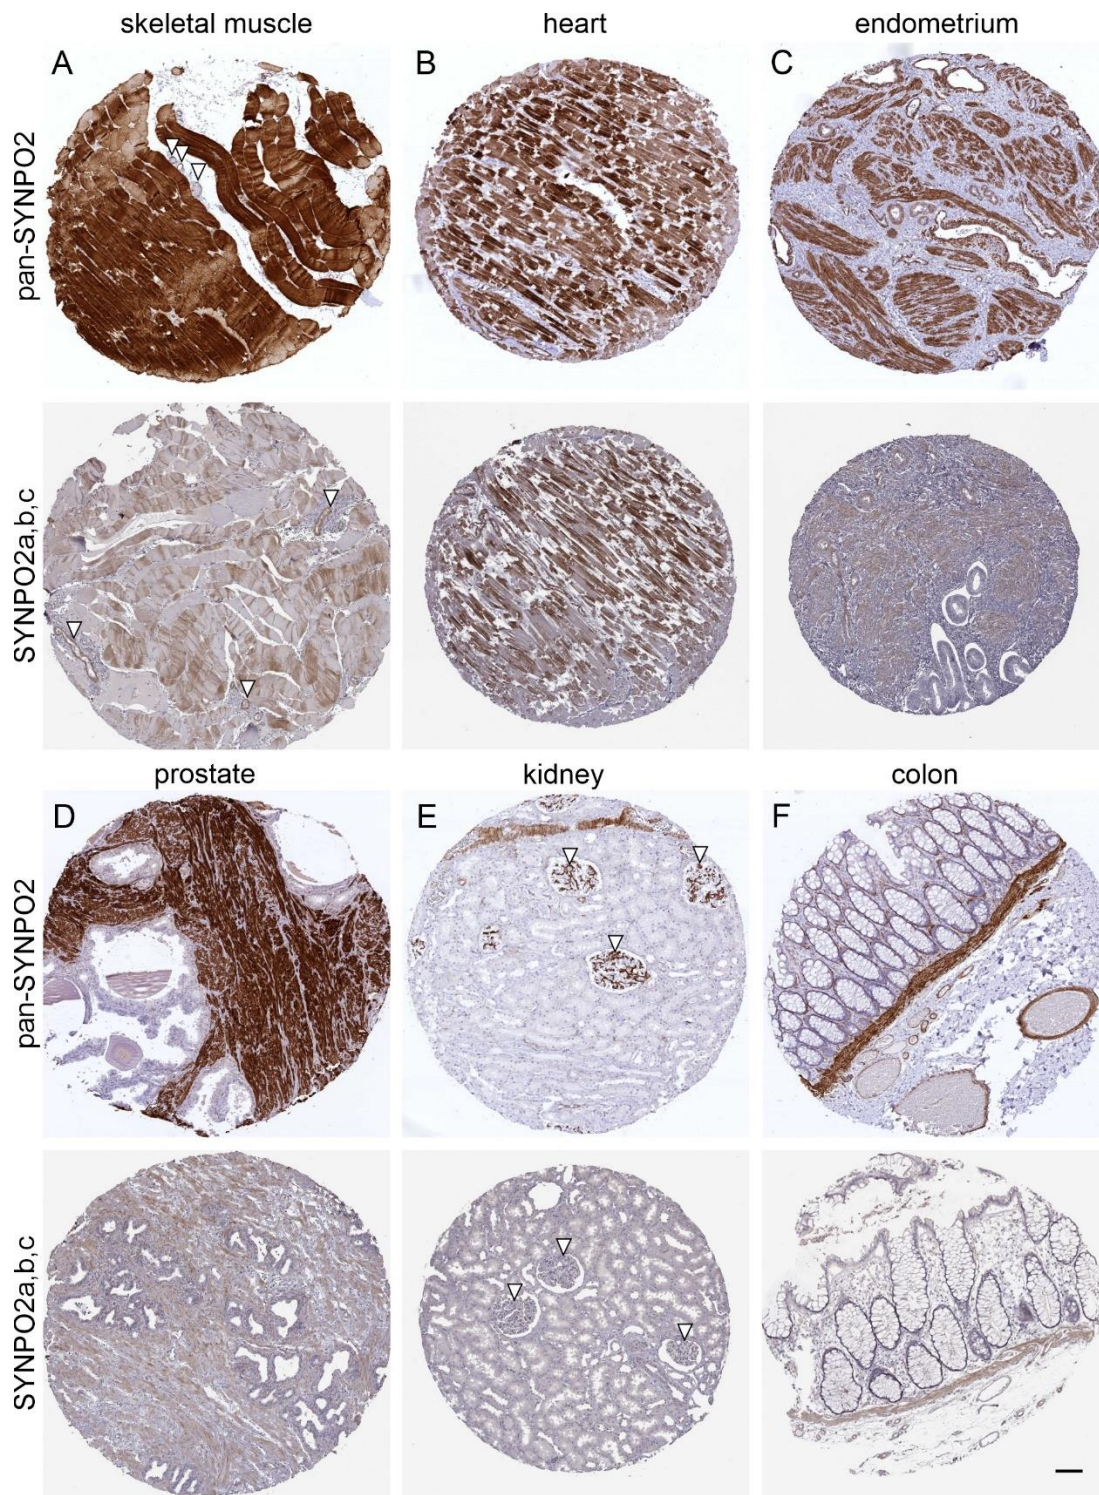 skeletal muscle heart endometrium
A B C
pan-SYNPO2
SYNPO2a,b,c
prostate kidney colon
D E F
pan-SYNPO2
SYNPO2a,b,c